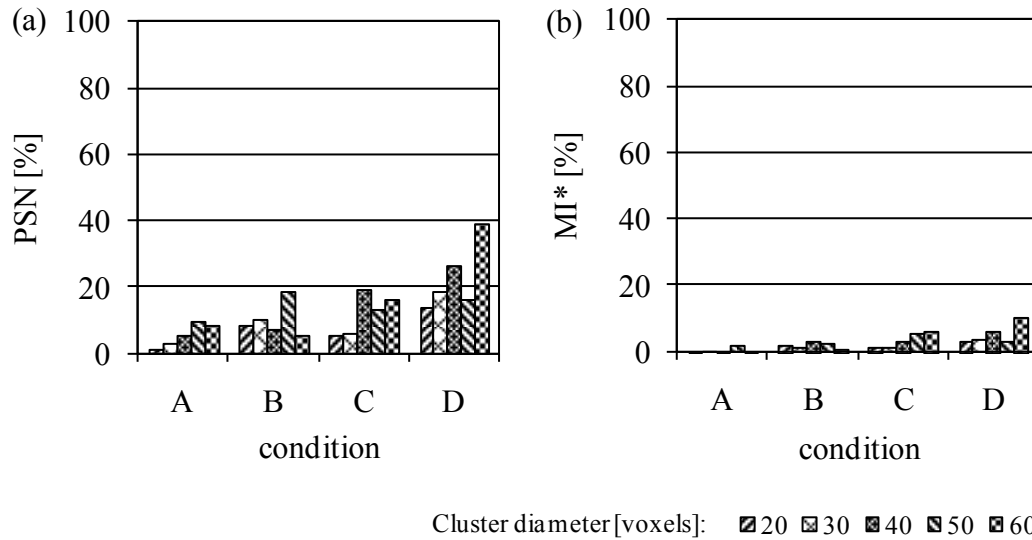 (a)
100
80
60
40
20
0
PSN [%]
A B C D
condition
(b)
100
80
60
40
20
0
MI* [%]
A B C D
condition
Cluster diameter [voxels]: 20 30 40 50 60